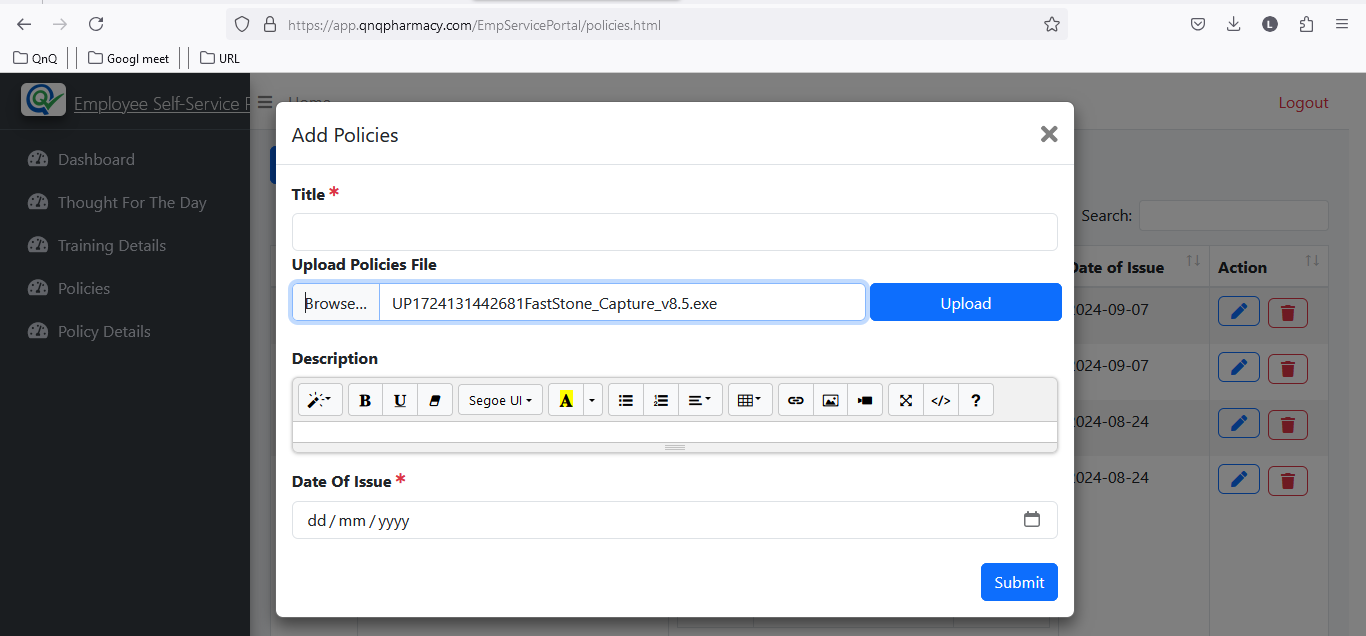 https://app.qnqpharmacy.com/EmpServicePortal/policies.html
L
QnQ
Googl meet
URL
Employee Self-Service P
Home
Logout
Add Policies
Dashboard
Thought For The Day
Training Details
Policies
Policy Details
Title *
Search:
Upload Policies File
Date of Issue
Action
Browse...
UP1724131442681FastStone_Capture_v8.5.exe
Upload
2024-09-07
Description
2024-09-07
B
U
Segoe UI
A
</>
?
2024-08-24
2024-08-24
Date Of Issue *
dd / mm / yyyy
Submit